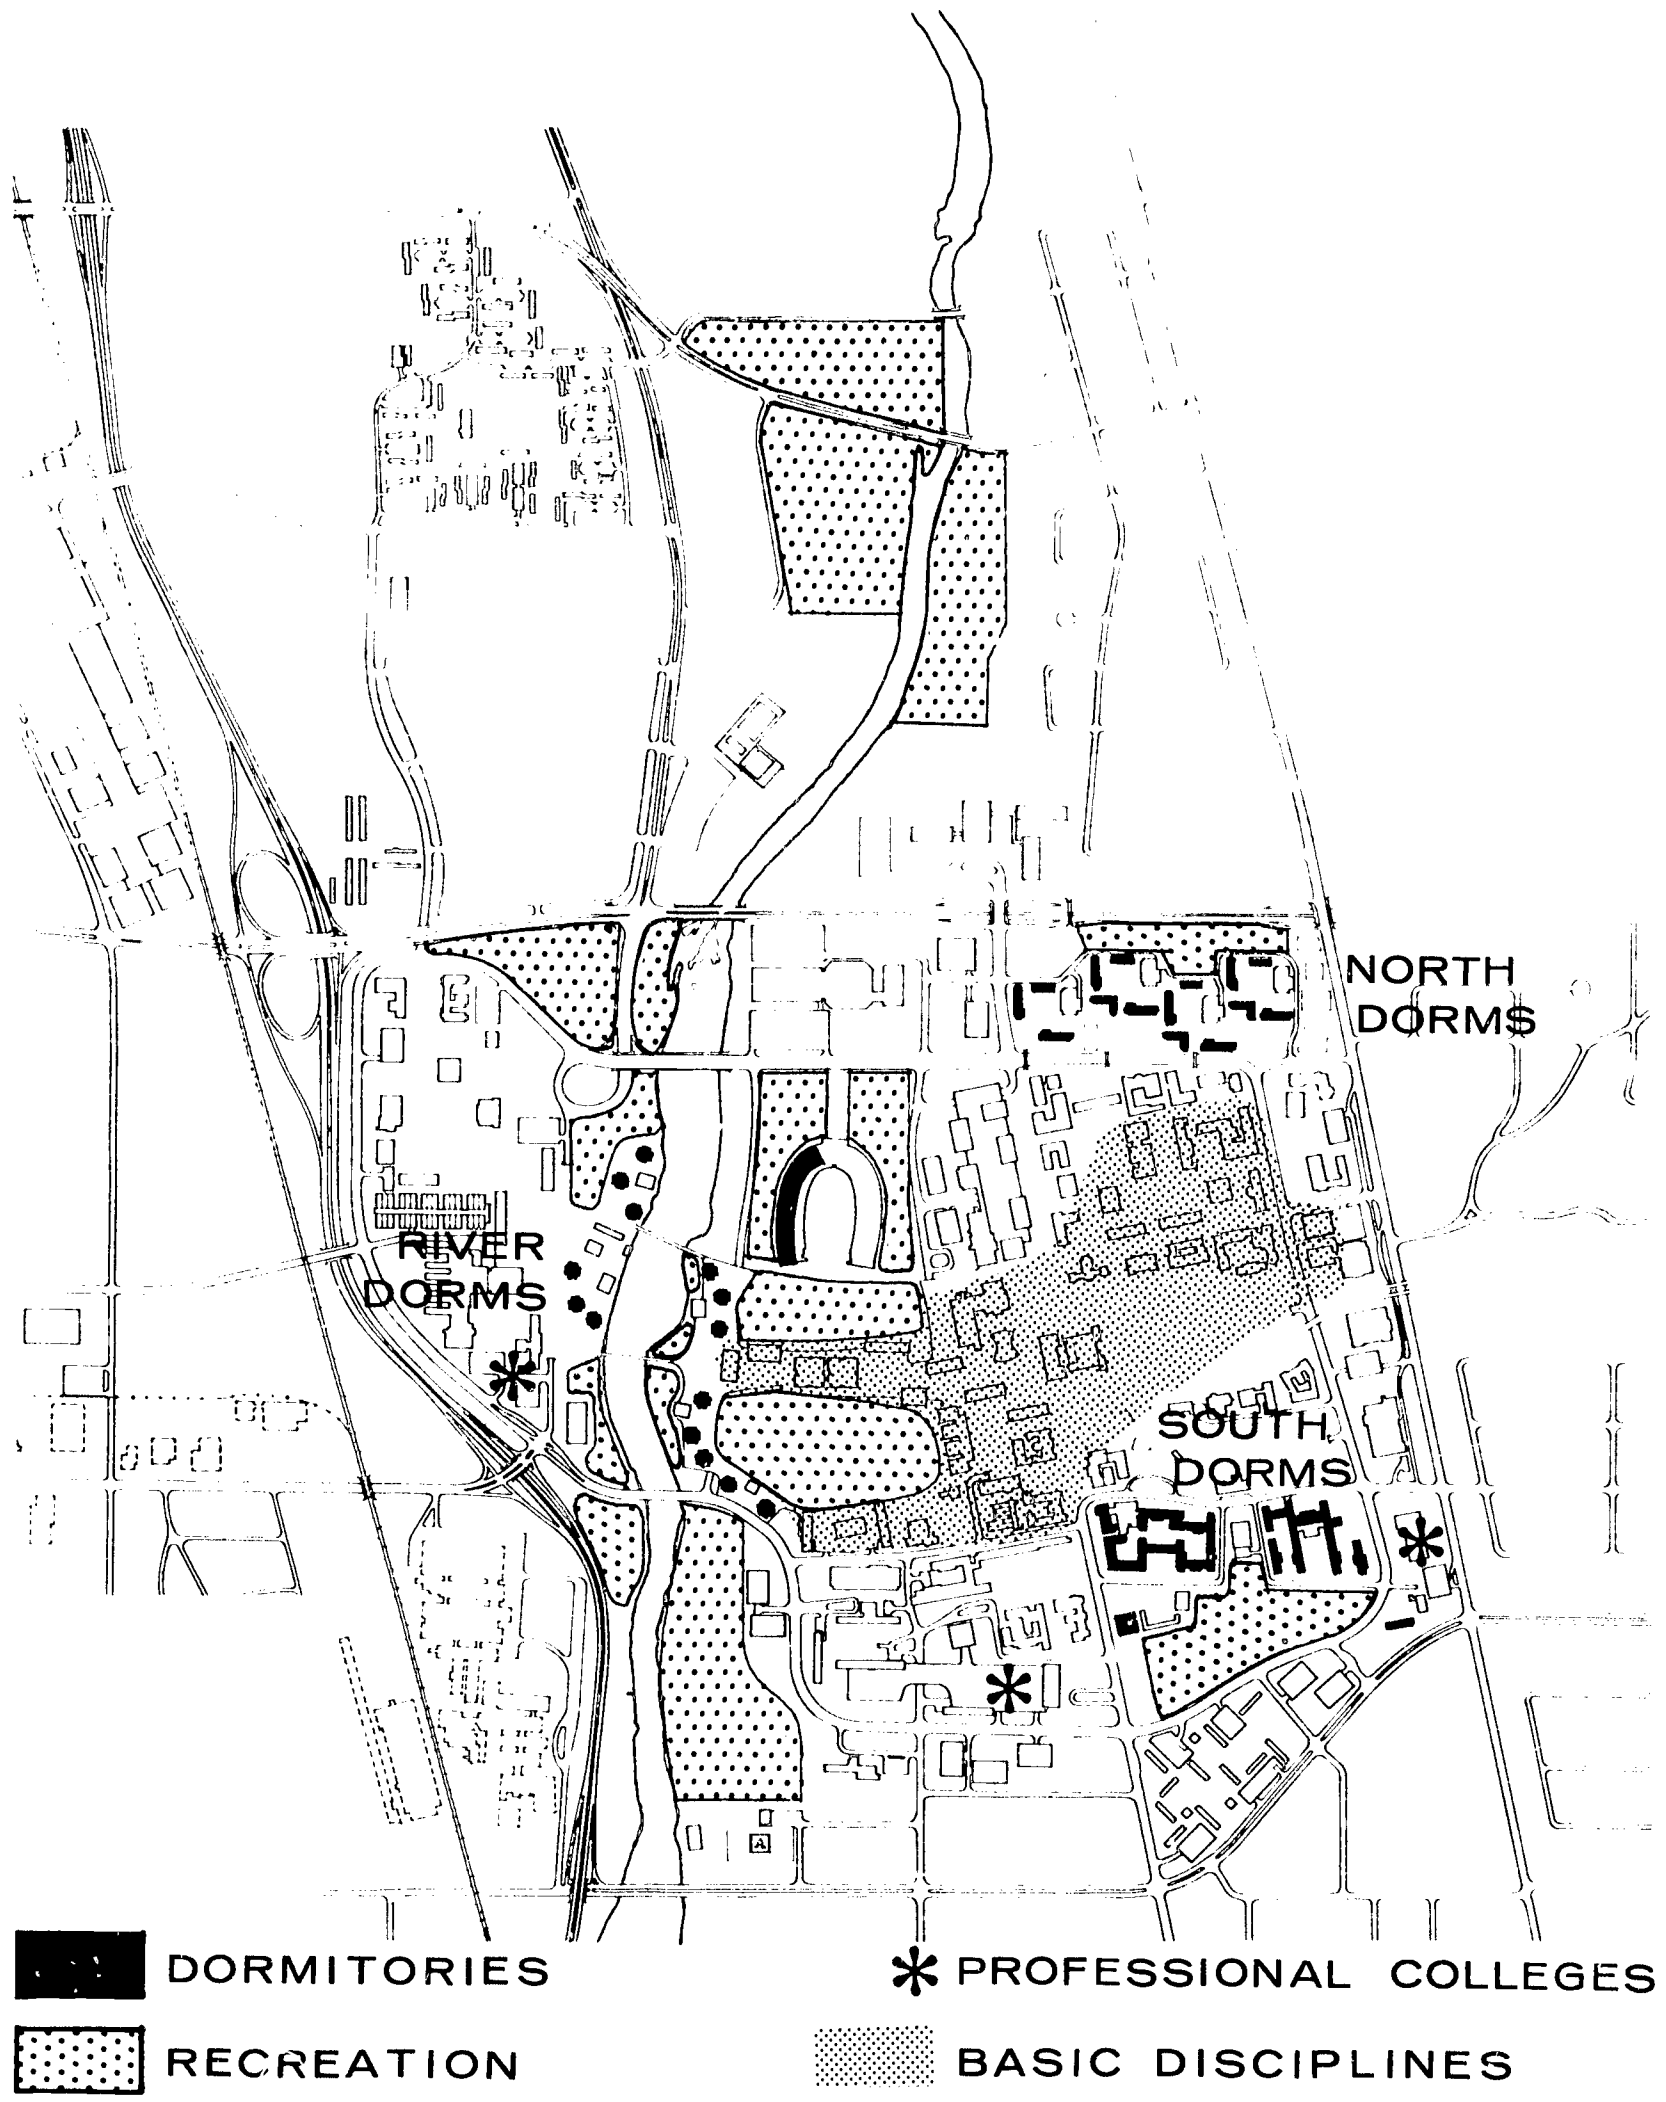 NORTH
DORMS
RIVER
DORMS
SOUTH
DORMS
A
DORMITORIES
PROFESSIONAL COLLEGES
RECREATION
BASIC DISCIPLINES